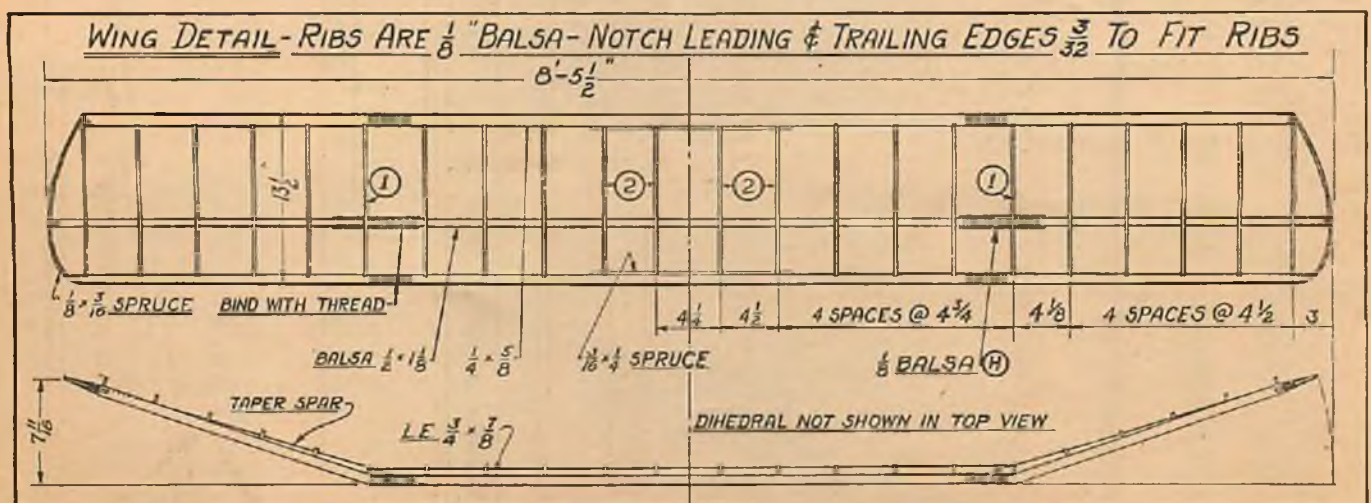 WING DETAIL - RIBS ARE 1/8" BALSA - NOTCH LEADING & TRAILING EDGES 3/32 TO FIT RIBS
8'-5 1/2"
13 1/2"
1
2
2
1
1/8 × 3/16 SPRUCE
BIND WITH THREAD
4 1/4
4 1/2
4 SPACES @ 4 3/4
4 1/8
4 SPACES @ 4 1/2
3
BALSA 1/2 × 1 1/8
1/4 × 5/8
3/16 × 1/4 SPRUCE
1/8 BALSA H
7 11/16
TAPER SPAR
L.E 3/4 × 3/8
DIHEDRAL NOT SHOWN IN TOP VIEW